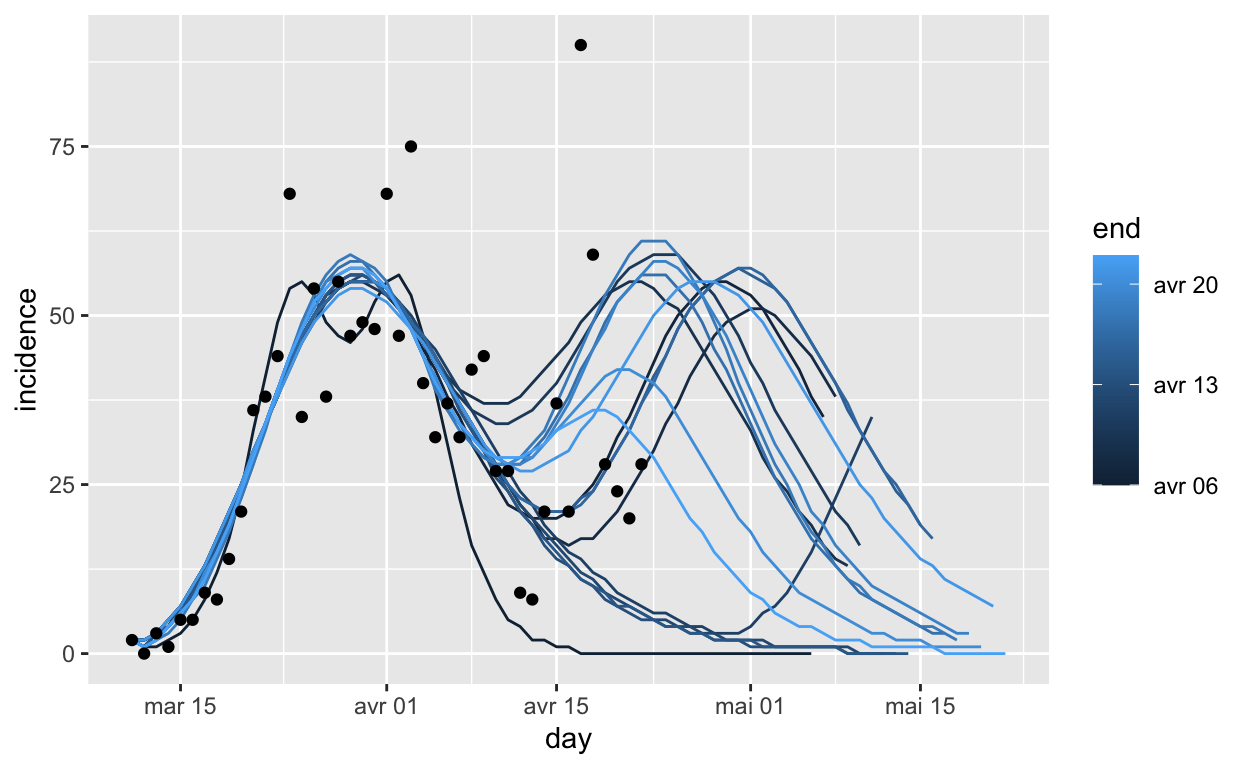 incidence
75
50
25
0
mar 15
avr 01
avr 15
mai 01
mai 15
day
end
avr 20
avr 13
avr 06